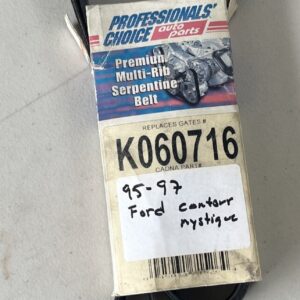 PROFESSIONALS'
CHOICE auto parts
Premium
Multi-Rib
Serpentine
Belt
REPLACES GATES #
K060716
CADNA PART#
95-97
Ford contour
mystique